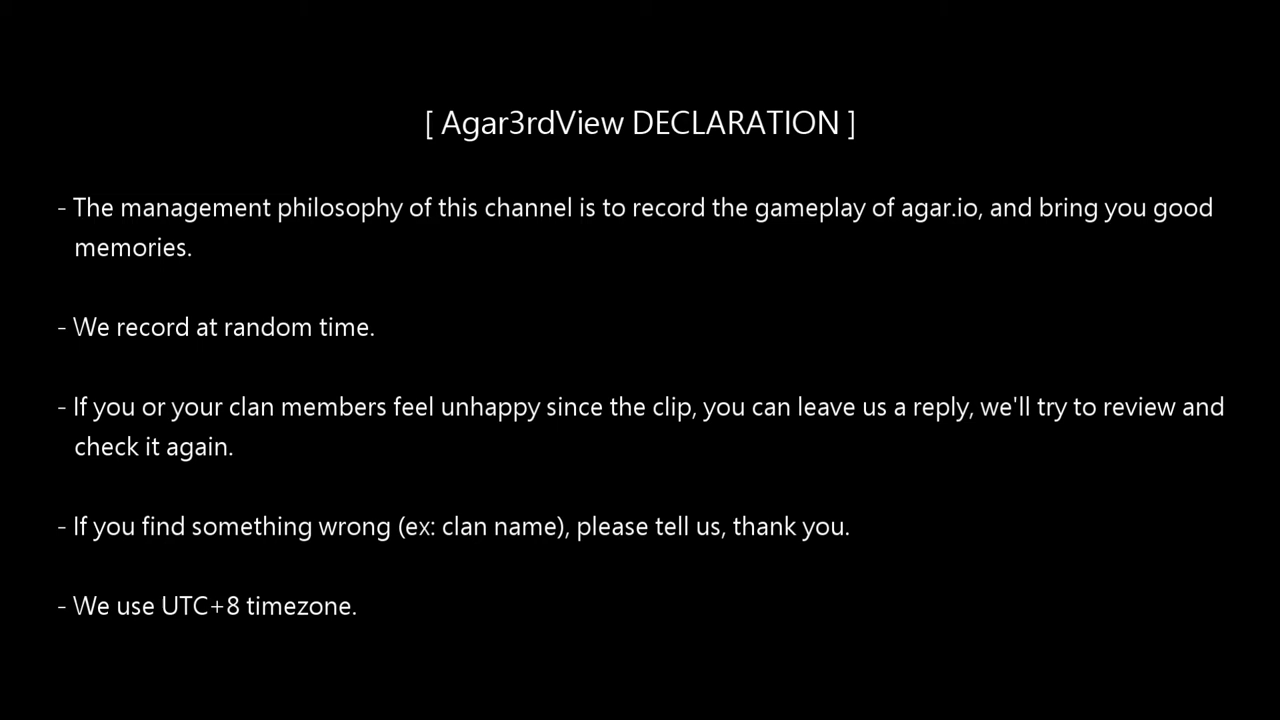 [ Agar3rdView DECLARATION ]
- The management philosophy of this channel is to record the gameplay of agar.io, and bring you good
memories.
- We record at random time.
- If you or your clan members feel unhappy since the clip, you can leave us a reply, we'll try to review and
check it again.
- If you find something wrong (ex: clan name), please tell us, thank you.
- We use UTC+8 timezone.